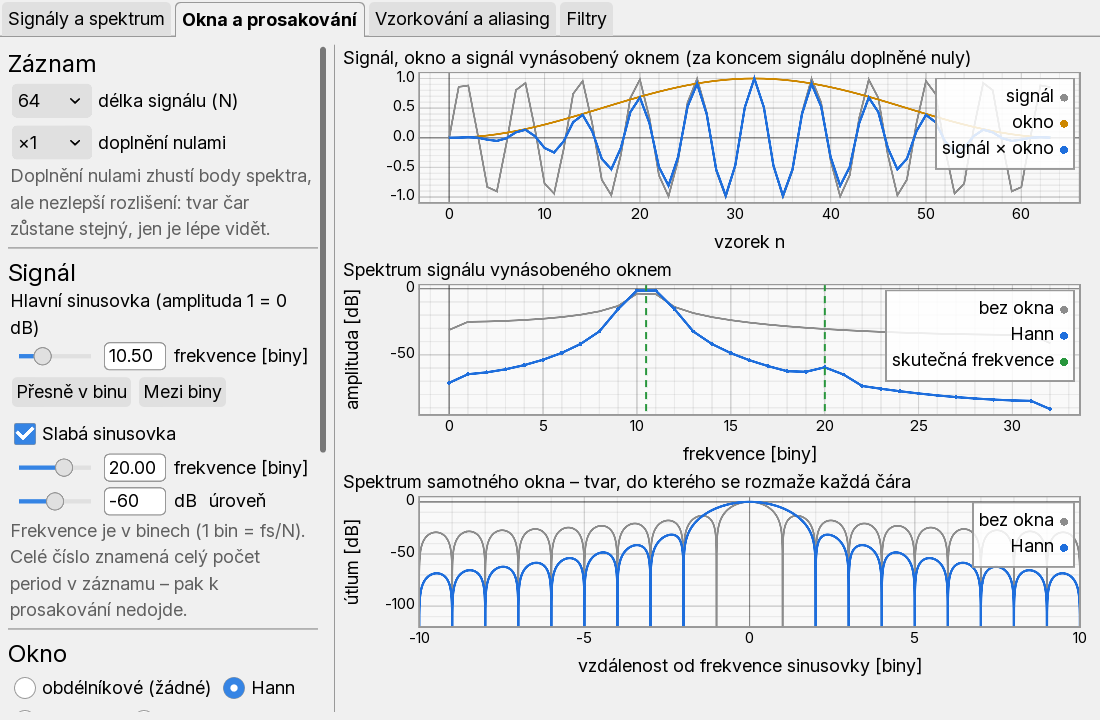 Signály a spektrum
Okna a prosakování
Vzorkování a aliasing
Filtry
Záznam
64
délka signálu (N)
×1
doplnění nulami
Doplnění nulami zhustí body spektra,
ale nezlepší rozlišení: tvar čar
zůstane stejný, jen je lépe vidět.
Signál
Hlavní sinusovka (amplituda 1 = 0
dB)
10.50
frekvence [biny]
Přesně v binu
Mezi biny
Slabá sinusovka
20.00
frekvence [biny]
-60
dB úroveň
Frekvence je v binech (1 bin = fs/N).
Celé číslo znamená celý počet
period v záznamu – pak k
prosakování nedojde.
Okno
obdélníkové (žádné)
Hann
Signál, okno a signál vynásobený oknem (za koncem signálu doplněné nuly)
1.0
0.5
0.0
-0.5
-1.0
signál
okno
signál × okno
0 10 20 30 40 50 60
vzorek n
Spektrum signálu vynásobeného oknem
amplituda [dB]
0
-50
bez okna
Hann
skutečná frekvence
0 5 10 15 20 25 30
frekvence [biny]
Spektrum samotného okna – tvar, do kterého se rozmaže každá čára
útlum [dB]
0
-50
-100
bez okna
Hann
-10 -5 0 5 10
vzdálenost od frekvence sinusovky [biny]